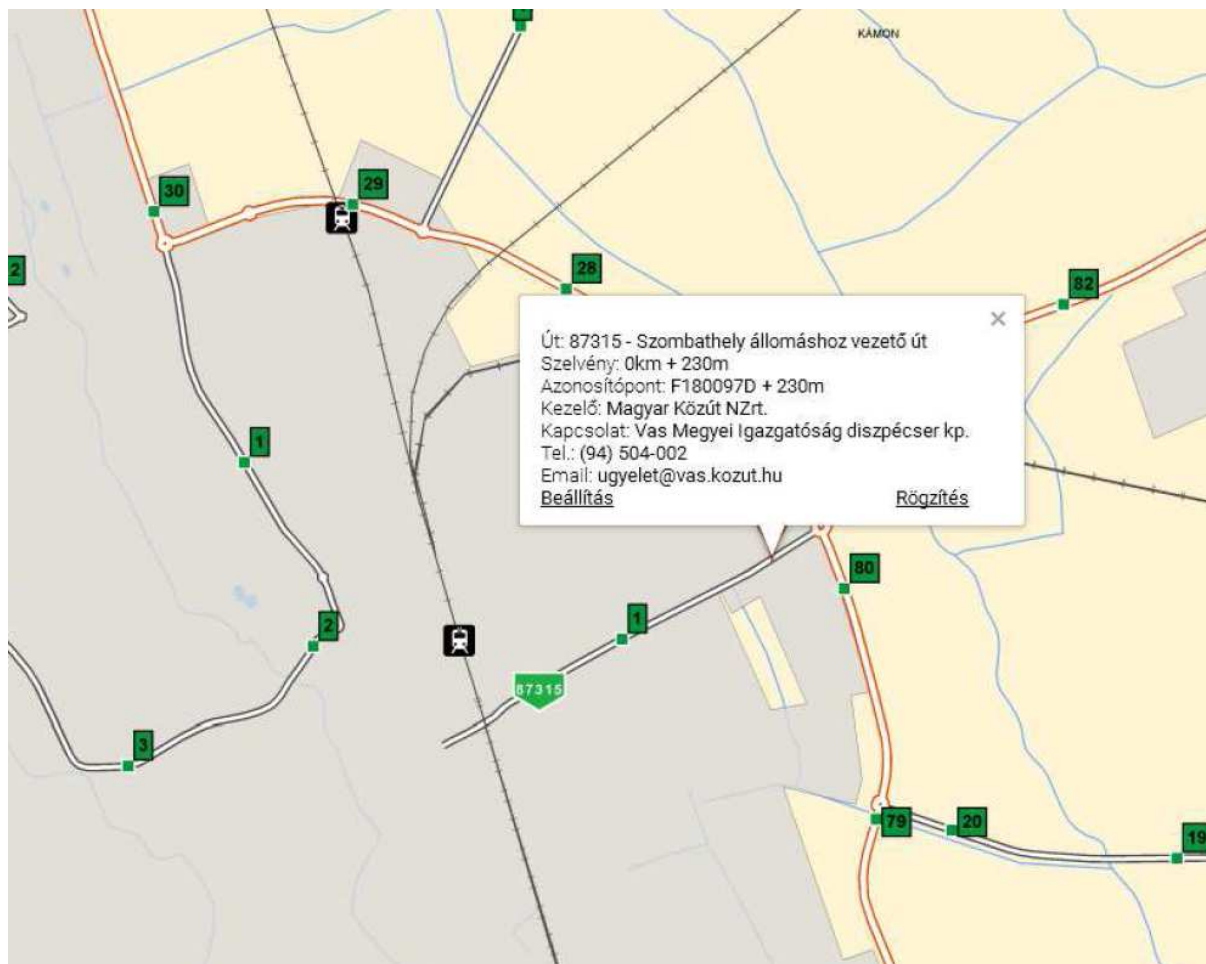 KÁMON
30
29
2
28
82
Út: 87315 - Szombathely állomáshoz vezető út
Szelvény: 0km + 230m
Azonosítópont: F180097D + 230m
Kezelő: Magyar Közút NZrt.
Kapcsolat: Vas Megyei Igazgatóság diszpécser kp.
Tel.: (94) 504-002
Email: ugyelet@vas.kozut.hu
Beállítás Rögzítés
1
80
2
1
87315
3
79
20
19